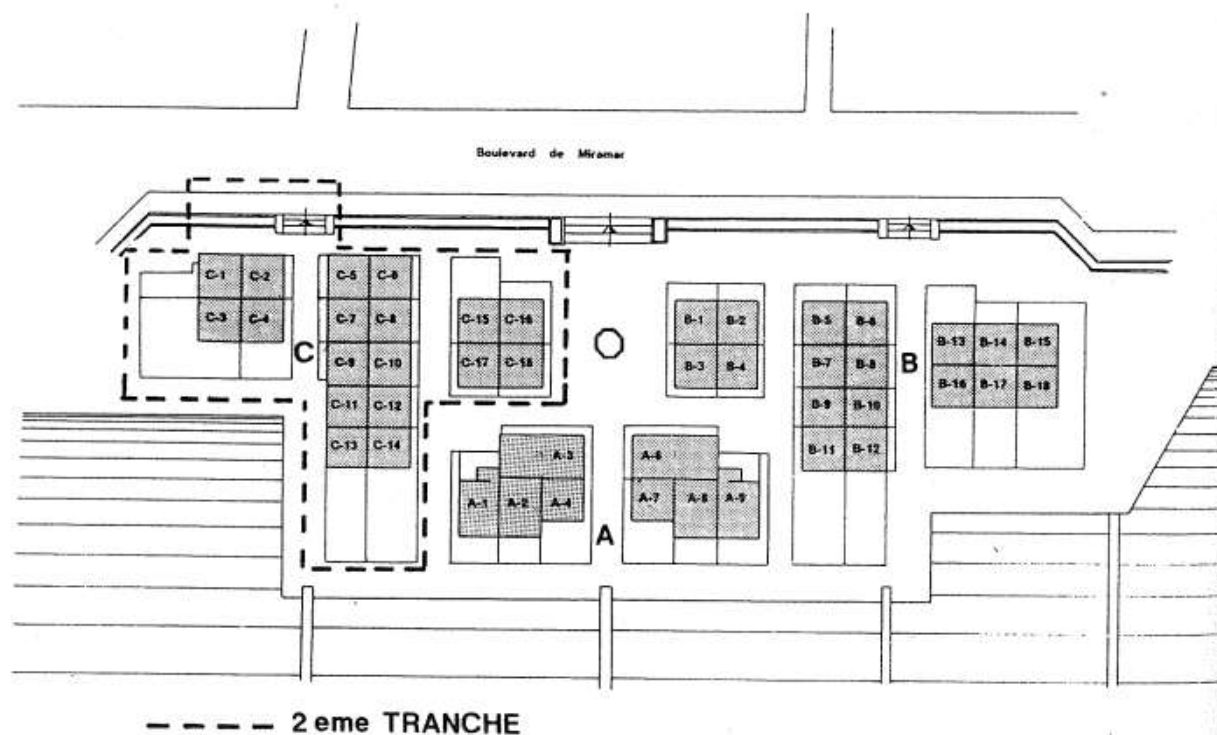 Boulevard de Miramar
C-1 C-2
C-3 C-4
C
C-5 C-6
C-7 C-8
C-9 C-10
C-11 C-12
C-13 C-14
C-15 C-16
C-17 C-18
B-1 B-2
B-3 B-4
B-5 B-6
B-7 B-8
B-9 B-10
B-11 B-12
B
B-13 B-14 B-15
B-16 B-17 B-18
A-3
A-1 A-2 A-4
A
A-6
A-7 A-8 A-9
2 eme TRANCHE